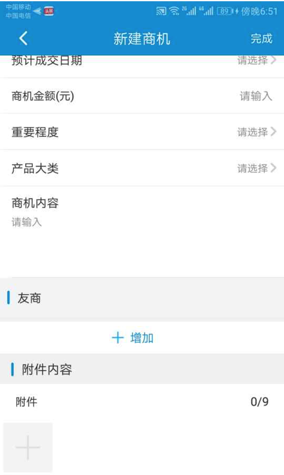 中国移动
中国电信
89
傍晚6:51
新建商机
完成
预计成交日期
请选择
商机金额(元)
请输入
重要程度
请选择
产品大类
请选择
商机内容
请输入
友商
增加
附件内容
附件
0/9